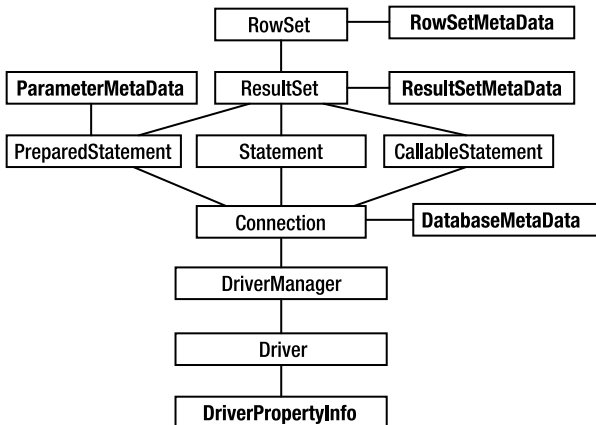 RowSet
RowSetMetaData
ParameterMetaData
ResultSet
ResultSetMetaData
PreparedStatement
Statement
CallableStatement
Connection
DatabaseMetaData
DriverManager
Driver
DriverPropertyInfo